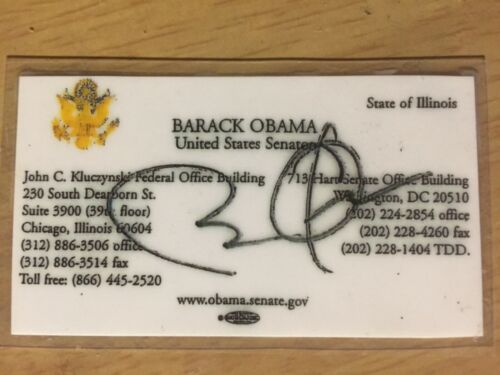 State of Illinois
BARACK OBAMA
United States Senator
John C. Kluczynski Federal Office Building
230 South Dearborn St.
Suite 3900 (39th floor)
Chicago, Illinois 60604
(312) 886-3506 office
(312) 886-3514 fax
Toll free: (866) 445-2520
713 Hart Senate Office Building
Washington, DC 20510
(202) 224-2854 office
(202) 228-4260 fax
(202) 228-1404 TDD.
www.obama.senate.gov